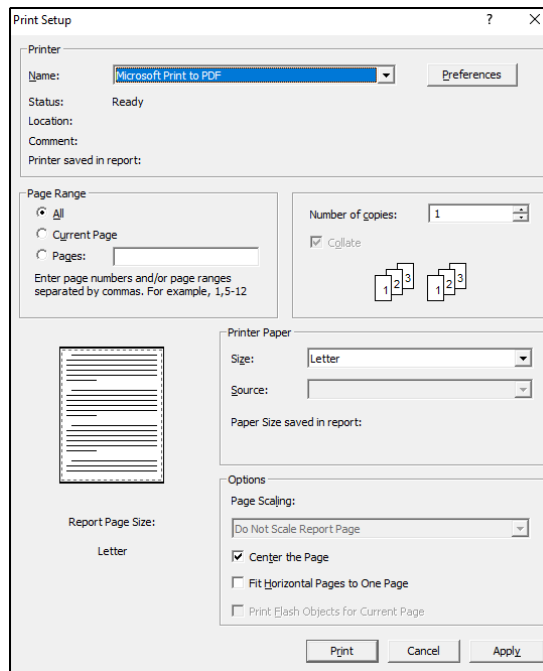 Print Setup
?
Printer
Name:
Microsoft Print to PDF
Preferences
Status:
Ready
Location:
Comment:
Printer saved in report:
Page Range
All
Current Page
Pages:
Enter page numbers and/or page ranges
separated by commas. For example, 1,5-12
Number of copies:
1
Collate
1 2 3
1 2 3
Printer Paper
Size:
Letter
Source:
Paper Size saved in report:
Report Page Size:
Letter
Options
Page Scaling:
Do Not Scale Report Page
Center the Page
Fit Horizontal Pages to One Page
Print Flash Objects for Current Page
Print
Cancel
Apply